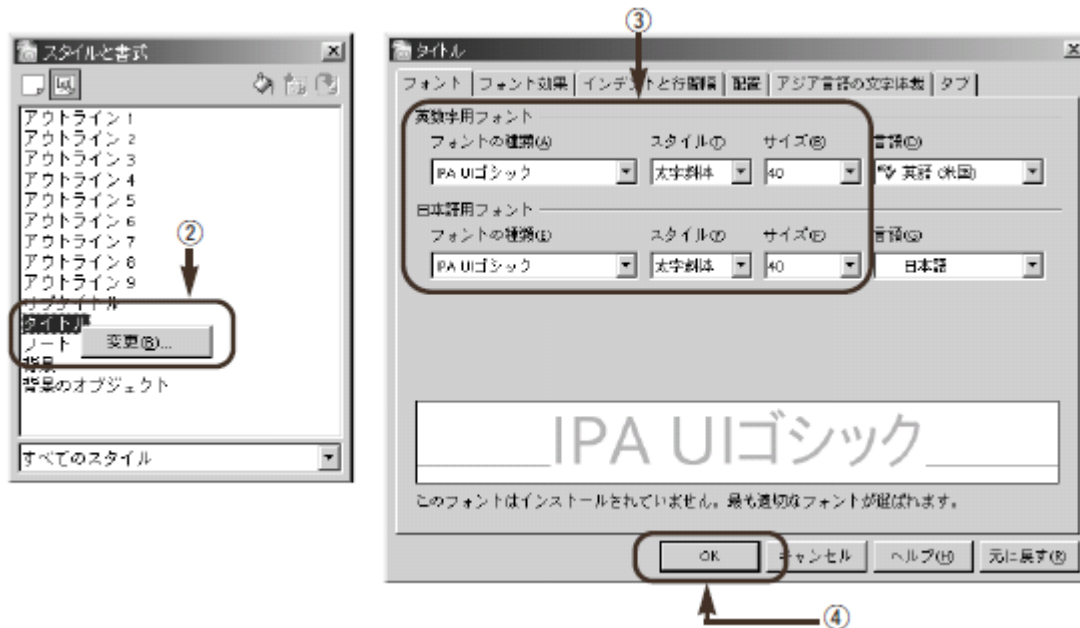 ③
スタイルと書式
アウトライン 1
アウトライン 2
アウトライン 3
アウトライン 4
アウトライン 5
アウトライン 6
アウトライン 7
アウトライン 8
アウトライン 9
サブタイトル
タイトル
ノート
変更(B)...
背景
背景のオブジェクト
すべてのスタイル
②
タイトル
フォント フォント効果 インデントと行間隔 配置 アジア言語の文字体裁 タブ
英数字用フォント
フォントの種類(A) スタイル サイズ 言語
IPA UIゴシック 太字斜体 40 英語 (米国)
日本語用フォント
フォントの種類 スタイル サイズ 言語
IPA UIゴシック 太字斜体 40 日本語
IPA UIゴシック
このフォントはインストールされていません。最も適切なフォントが選ばれます。
OK キャンセル ヘルプ(H) 元に戻す(R)
④